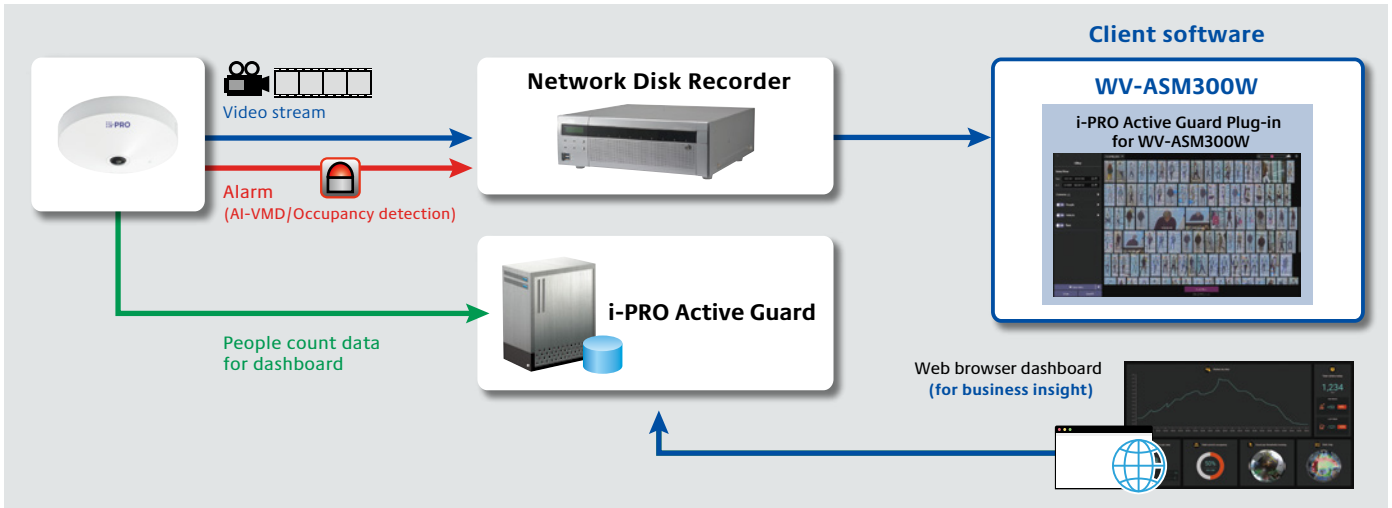 i-PRO
Video stream
Alarm
(AI-VMD/Occupancy detection)
People count data
for dashboard
Network Disk Recorder
i-PRO Active Guard
Client software
WV-ASM300W
i-PRO Active Guard Plug-in
for WV-ASM300W
Web browser dashboard
(for business insight)
1,234
50%